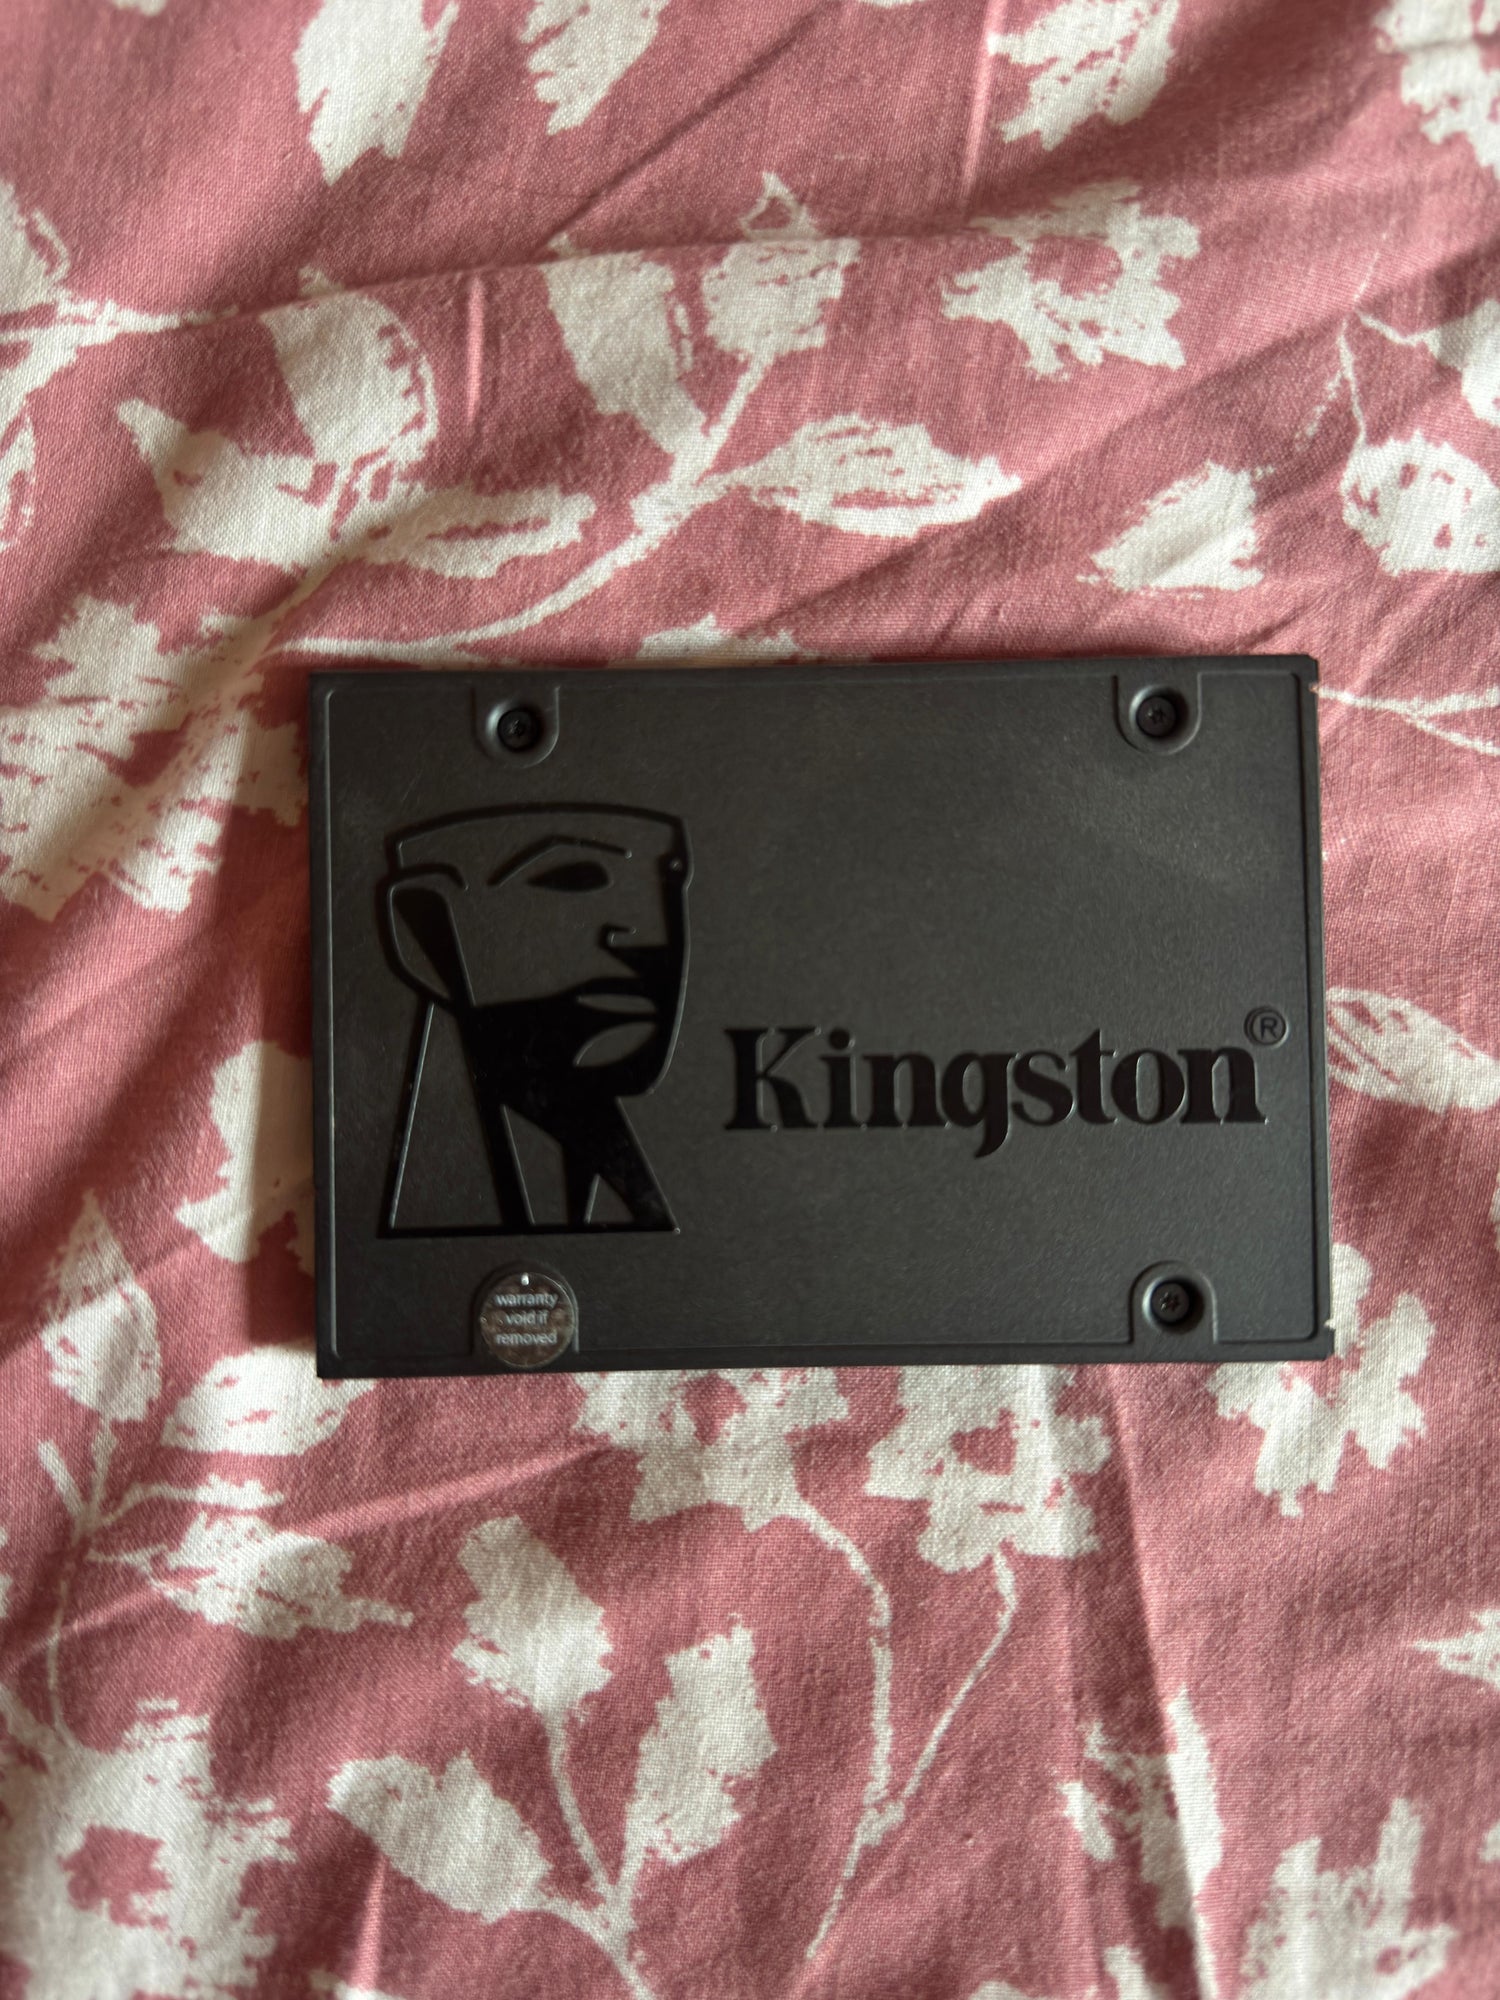 Kingston®
warranty
void if
removed